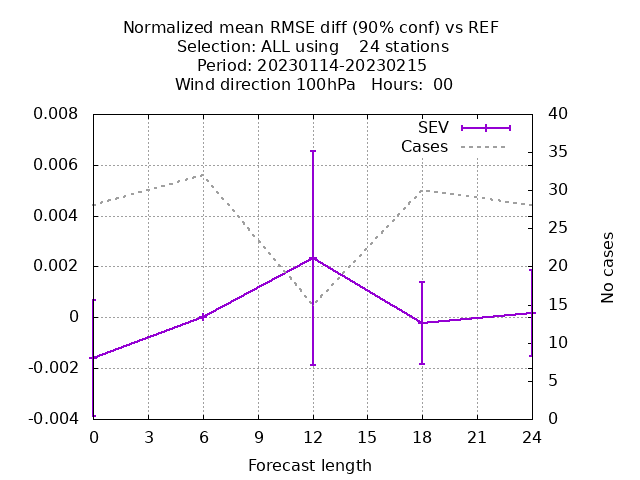 Normalized mean RMSE diff (90% conf) vs REF
Selection: ALL using    24 stations
Period: 20230114-20230215
Wind direction 100hPa   Hours:  00
SEV
Cases
0.008
0.006
0.004
0.002
0
-0.002
-0.004
40
35
30
25
20
15
10
5
0
No cases
0 3 6 9 12 15 18 21 24
Forecast length